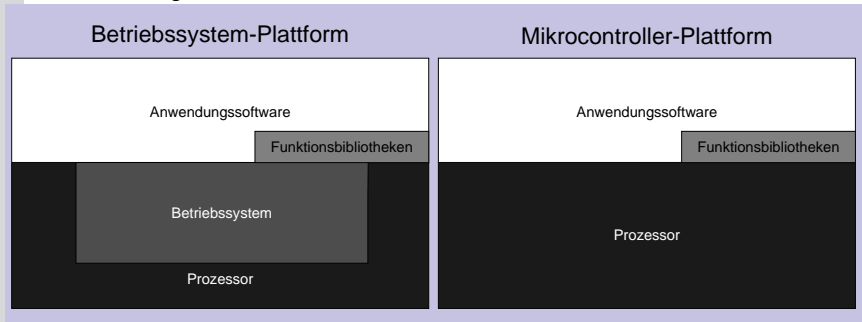 Betriebssystem-Plattform
Anwendungssoftware
Funktionsbibliotheken
Betriebssystem
Prozessor
Mikrocontroller-Plattform
Anwendungssoftware
Funktionsbibliotheken
Prozessor